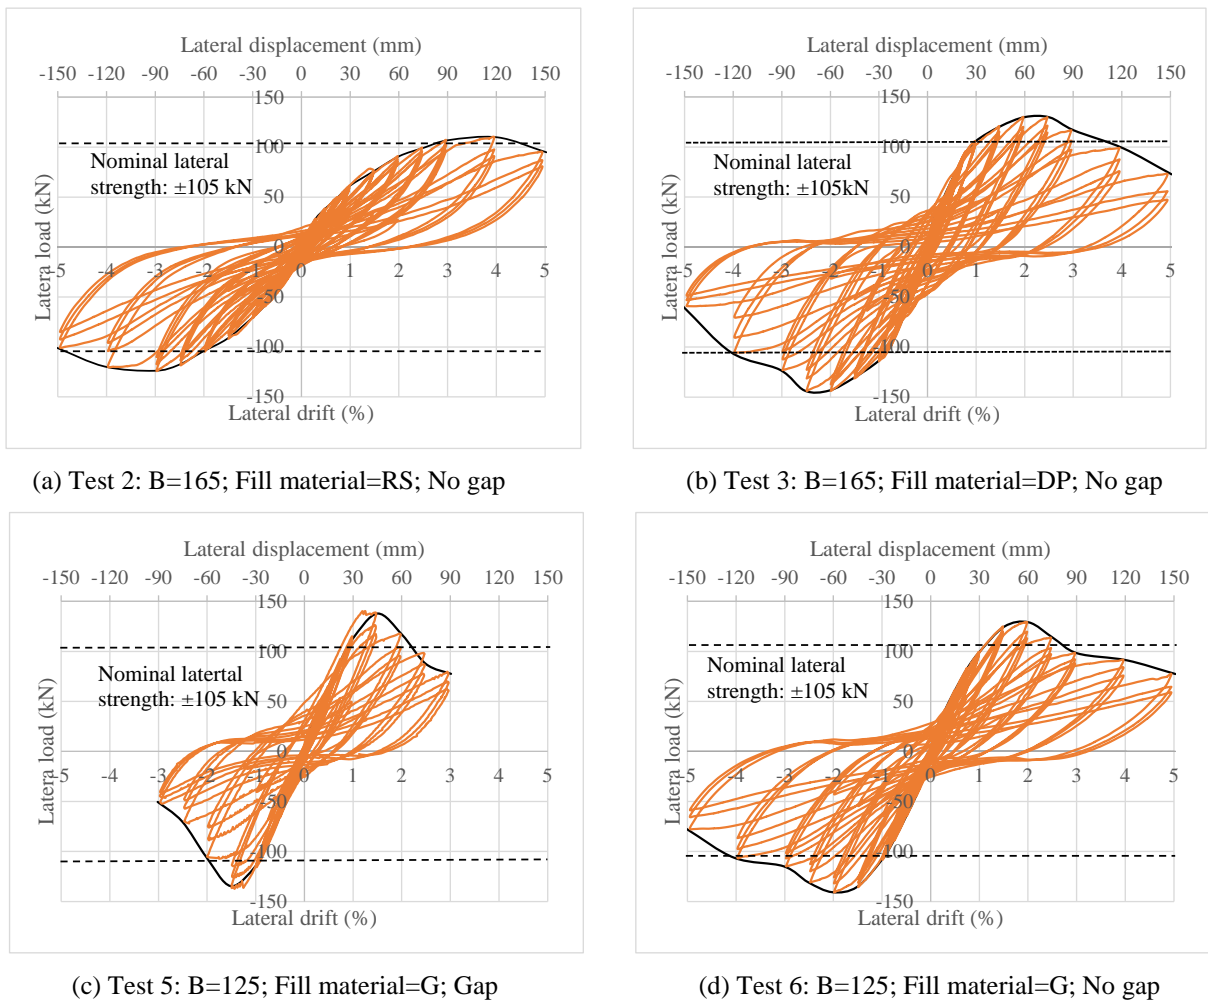 Lateral displacement (mm)
-150 -120 -90 -60 -30 0 30 60 90 120 150
150
100
50
0
-50
-100
-150
Nominal lateral
strength: ±105 kN
Latera load (kN)
-5 -4 -3 -2 -1 0 1 2 3 4 5
Lateral drift (%)
(a) Test 2: B=165; Fill material=RS; No gap
Lateral displacement (mm)
-150 -120 -90 -60 -30 0 30 60 90 120 150
150
100
50
0
-50
-100
-150
Nominal lateral
strength: ±105kN
Latera load (kN)
-5 -4 -3 -2 -1 0 1 2 3 4 5
Lateral drift (%)
(b) Test 3: B=165; Fill material=DP; No gap
Lateral displacement (mm)
-150 -120 -90 -60 -30 0 30 60 90 120 150
150
100
50
0
-50
-100
-150
Nominal latertal
strength: ±105 kN
Latera load (kN)
-5 -4 -3 -2 -1 0 1 2 3 4 5
Lateral drift (%)
(c) Test 5: B=125; Fill material=G; Gap
Lateral displacement (mm)
-150 -120 -90 -60 -30 0 30 60 90 120 150
150
100
50
0
-50
-100
-150
Nominal lateral
strength: ±105 kN
Latera load (kN)
-5 -4 -3 -2 -1 0 1 2 3 4 5
Lateral drift (%)
(d) Test 6: B=125; Fill material=G; No gap